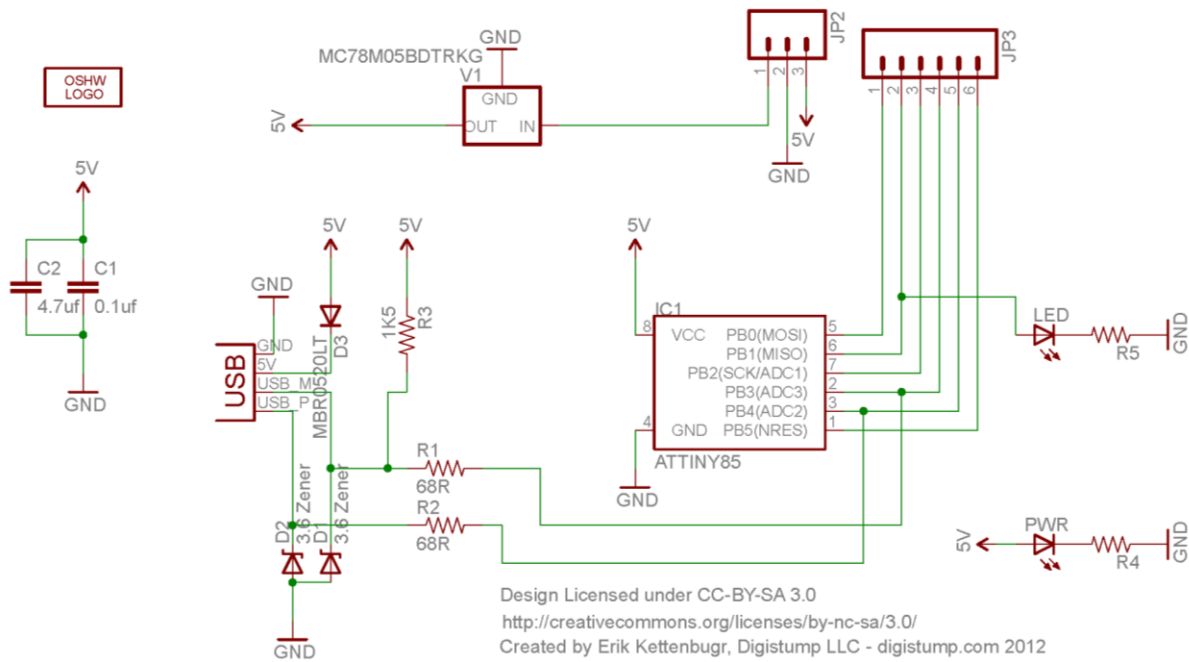 OSHW
LOGO
MC78M05BDTRKG
GND
V1
GND
OUT
IN
5V
JP2
1
2
3
5V
GND
JP3
1
2
3
4
5
6
5V
C2
C1
4.7uf
0.1uf
GND
5V
5V
GND
D3
MBR0520LT
1K5
R3
USB
GND
5V
USB_M
USB_P
R1
68R
R2
68R
D2
3.6 Zener
D1
3.6 Zener
GND
5V
IC1
8
VCC
PB0(MOSI)
5
PB1(MISO)
6
PB2(SCK/ADC1)
7
PB3(ADC3)
2
PB4(ADC2)
3
4
GND
PB5(NRES)
1
ATTINY85
GND
LED
R5
GND
5V
PWR
R4
GND
Design Licensed under CC-BY-SA 3.0
http://creativecommons.org/licenses/by-nc-sa/3.0/
Created by Erik Kettenbugr, Digistump LLC - digistump.com 2012